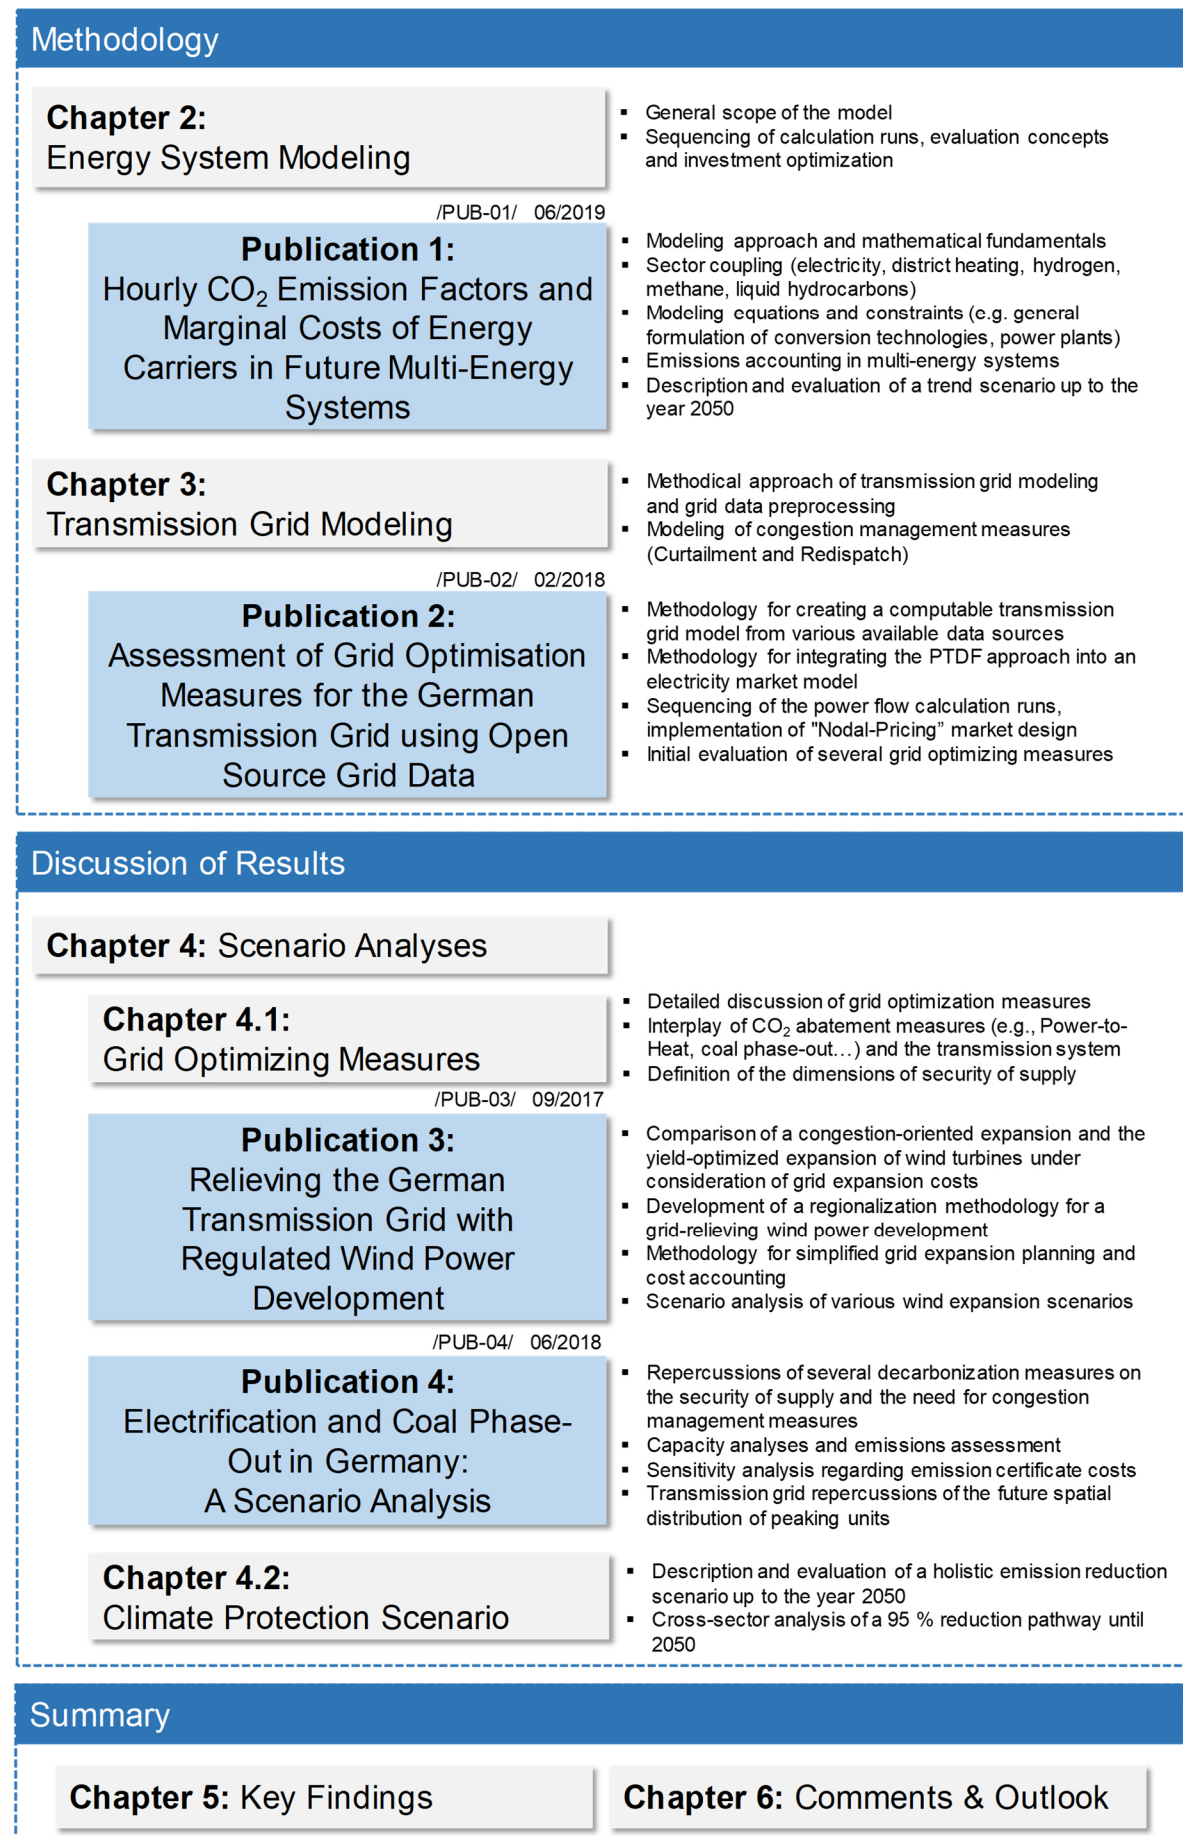 Methodology
Chapter 2:
Energy System Modeling
▪ General scope of the model
▪ Sequencing of calculation runs, evaluation concepts
and investment optimization
/PUB-01/ 06/2019
Publication 1:
Hourly CO₂ Emission Factors and
Marginal Costs of Energy
Carriers in Future Multi-Energy
Systems
▪ Modeling approach and mathematical fundamentals
▪ Sector coupling (electricity, district heating, hydrogen,
methane, liquid hydrocarbons)
▪ Modeling equations and constraints (e.g. general
formulation of conversion technologies, power plants)
▪ Emissions accounting in multi-energy systems
▪ Description and evaluation of a trend scenario up to the
year 2050
Chapter 3:
Transmission Grid Modeling
▪ Methodical approach of transmission grid modeling
and grid data preprocessing
▪ Modeling of congestion management measures
(Curtailment and Redispatch)
/PUB-02/ 02/2018
Publication 2:
Assessment of Grid Optimisation
Measures for the German
Transmission Grid using Open
Source Grid Data
▪ Methodology for creating a computable transmission
grid model from various available data sources
▪ Methodology for integrating the PTDF approach into an
electricity market model
▪ Sequencing of the power flow calculation runs,
implementation of "Nodal-Pricing” market design
▪ Initial evaluation of several grid optimizing measures
Discussion of Results
Chapter 4: Scenario Analyses
Chapter 4.1:
Grid Optimizing Measures
▪ Detailed discussion of grid optimization measures
▪ Interplay of CO₂ abatement measures (e.g., Power-to-
Heat, coal phase-out…) and the transmission system
▪ Definition of the dimensions of security of supply
/PUB-03/ 09/2017
Publication 3:
Relieving the German
Transmission Grid with
Regulated Wind Power
Development
▪ Comparison of a congestion-oriented expansion and the
yield-optimized expansion of wind turbines under
consideration of grid expansion costs
▪ Development of a regionalization methodology for a
grid-relieving wind power development
▪ Methodology for simplified grid expansion planning and
cost accounting
▪ Scenario analysis of various wind expansion scenarios
/PUB-04/ 06/2018
Publication 4:
Electrification and Coal Phase-
Out in Germany:
A Scenario Analysis
▪ Repercussions of several decarbonization measures on
the security of supply and the need for congestion
management measures
▪ Capacity analyses and emissions assessment
▪ Sensitivity analysis regarding emission certificate costs
▪ Transmission grid repercussions of the future spatial
distribution of peaking units
Chapter 4.2:
Climate Protection Scenario
▪ Description and evaluation of a holistic emission reduction
scenario up to the year 2050
▪ Cross-sector analysis of a 95 % reduction pathway until
2050
Summary
Chapter 5: Key Findings
Chapter 6: Comments & Outlook